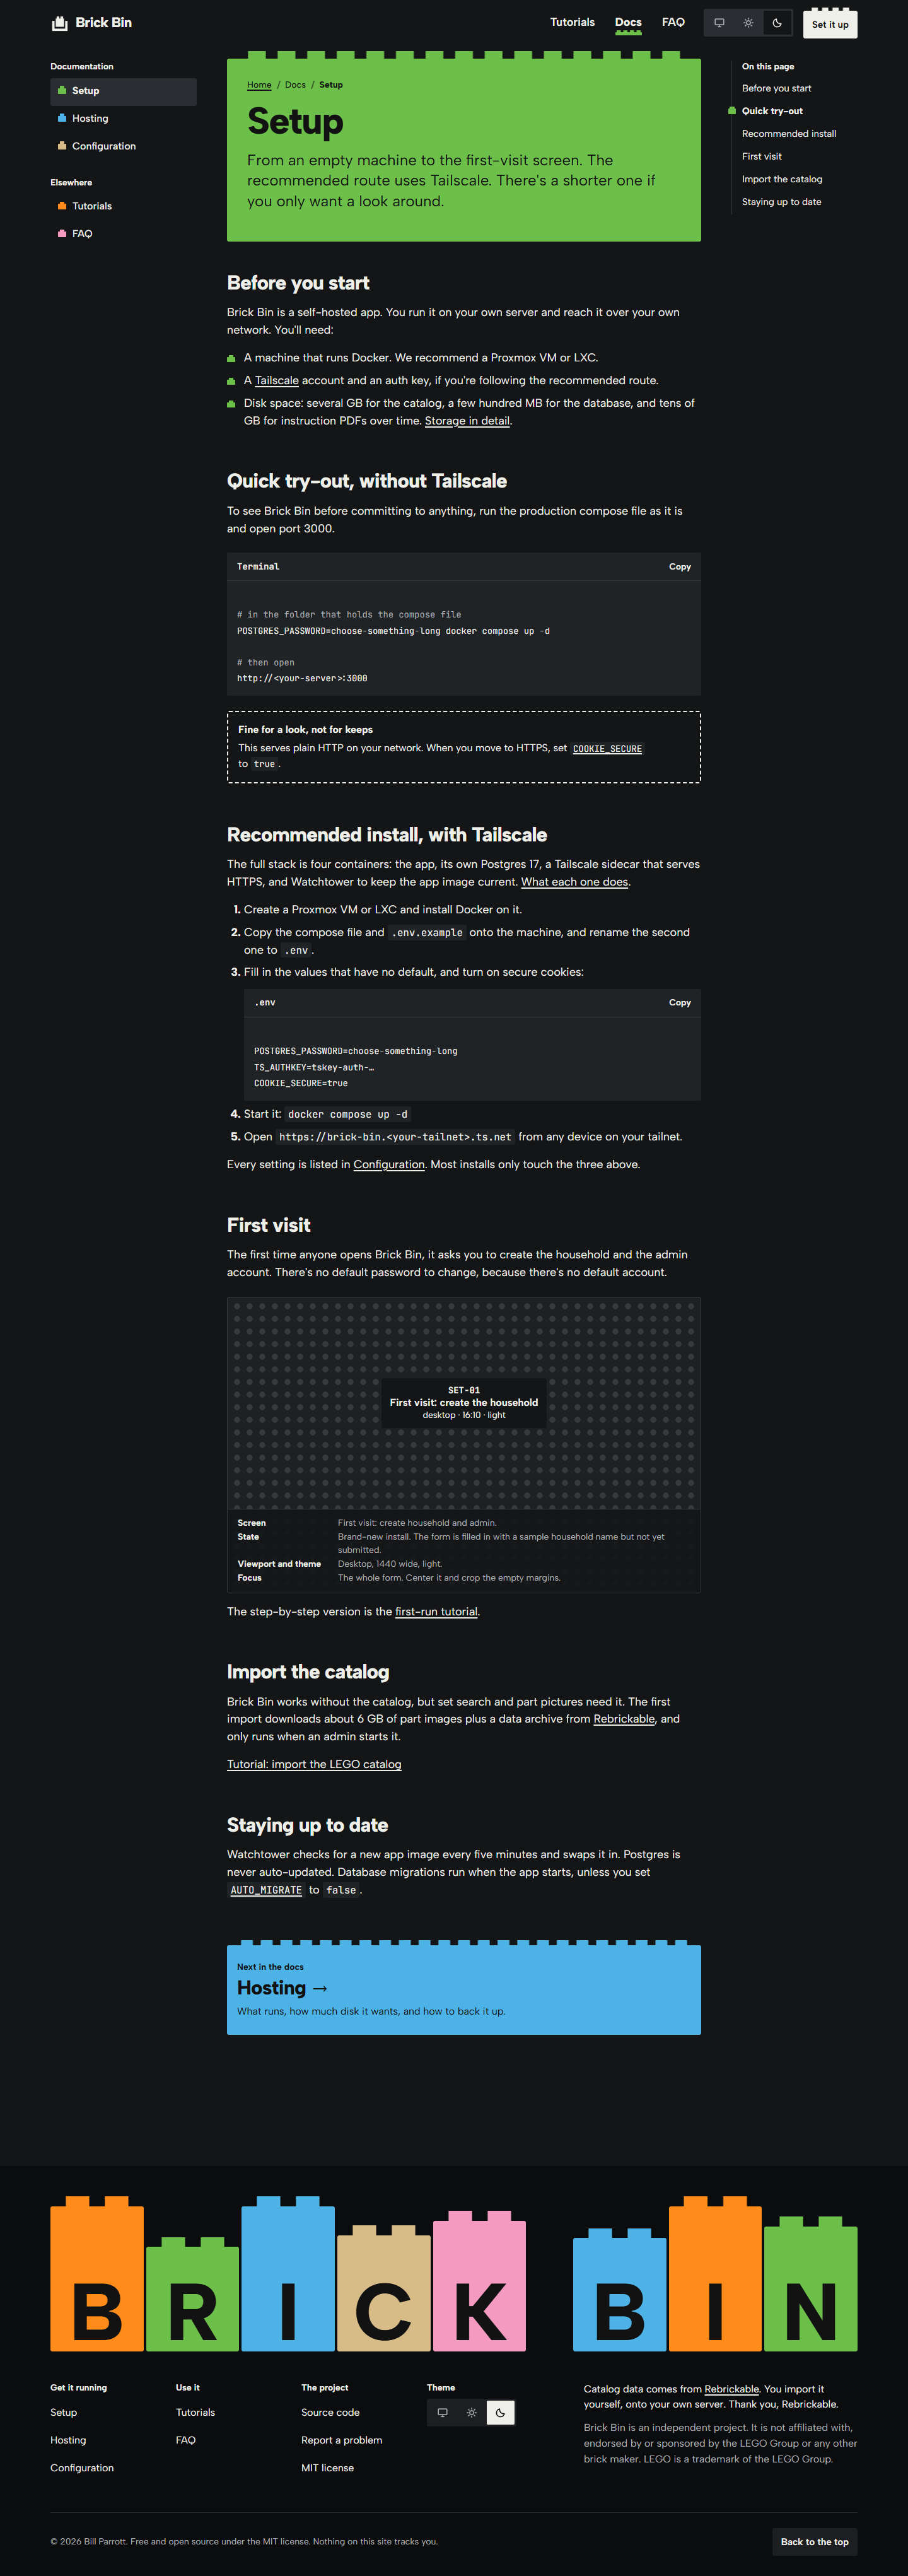 Brick Bin
Tutorials
Docs
FAQ
Set it up
Documentation
Setup
Hosting
Configuration
Elsewhere
Tutorials
FAQ
Home / Docs / Setup
Setup
From an empty machine to the first-visit screen. The
recommended route uses Tailscale. There's a shorter one if
you only want a look around.
On this page
Before you start
Quick try-out
Recommended install
First visit
Import the catalog
Staying up to date
Before you start
Brick Bin is a self-hosted app. You run it on your own server and reach it over your own
network. You'll need:
A machine that runs Docker. We recommend a Proxmox VM or LXC.
A Tailscale account and an auth key, if you're following the recommended route.
Disk space: several GB for the catalog, a few hundred MB for the database, and tens of
GB for instruction PDFs over time. Storage in detail.
Quick try-out, without Tailscale
To see Brick Bin before committing to anything, run the production compose file as it is
and open port 3000.
Terminal
Copy
# in the folder that holds the compose file
POSTGRES_PASSWORD=choose-something-long docker compose up -d
# then open
http://<your-server>:3000
Fine for a look, not for keeps
This serves plain HTTP on your network. When you move to HTTPS, set COOKIE_SECURE
to true.
Recommended install, with Tailscale
The full stack is four containers: the app, its own Postgres 17, a Tailscale sidecar that serves
HTTPS, and Watchtower to keep the app image current. What each one does.
1. Create a Proxmox VM or LXC and install Docker on it.
2. Copy the compose file and .env.example onto the machine, and rename the second
one to .env.
3. Fill in the values that have no default, and turn on secure cookies:
.env
Copy
POSTGRES_PASSWORD=choose-something-long
TS_AUTHKEY=tskey-auth-…
COOKIE_SECURE=true
4. Start it: docker compose up -d
5. Open https://brick-bin.<your-tailnet>.ts.net from any device on your tailnet.
Every setting is listed in Configuration. Most installs only touch the three above.
First visit
The first time anyone opens Brick Bin, it asks you to create the household and the admin
account. There's no default password to change, because there's no default account.
SET-01
First visit: create the household
desktop · 16:10 · light
Screen
First visit: create household and admin.
State
Brand-new install. The form is filled in with a sample household name but not yet
submitted.
Viewport and theme
Desktop, 1440 wide, light.
Focus
The whole form. Center it and crop the empty margins.
The step-by-step version is the first-run tutorial.
Import the catalog
Brick Bin works without the catalog, but set search and part pictures need it. The first
import downloads about 6 GB of part images plus a data archive from Rebrickable, and
only runs when an admin starts it.
Tutorial: import the LEGO catalog
Staying up to date
Watchtower checks for a new app image every five minutes and swaps it in. Postgres is
never auto-updated. Database migrations run when the app starts, unless you set
AUTO_MIGRATE to false.
Next in the docs
Hosting →
What runs, how much disk it wants, and how to back it up.
BRICK BIN
Get it running
Setup
Hosting
Configuration
Use it
Tutorials
FAQ
The project
Source code
Report a problem
MIT license
Theme
Catalog data comes from Rebrickable. You import it
yourself, onto your own server. Thank you, Rebrickable.
Brick Bin is an independent project. It is not affiliated with,
endorsed by or sponsored by the LEGO Group or any other
brick maker. LEGO is a trademark of the LEGO Group.
© 2026 Bill Parrott. Free and open source under the MIT license. Nothing on this site tracks you.
Back to the top